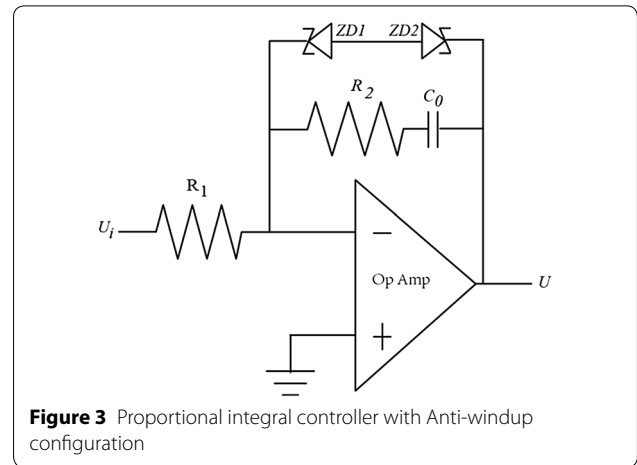 ZD1 ZD2
R2
C0
R1
Ui
−
Op Amp
U
+
Figure 3 Proportional integral controller with Anti-windup
configuration